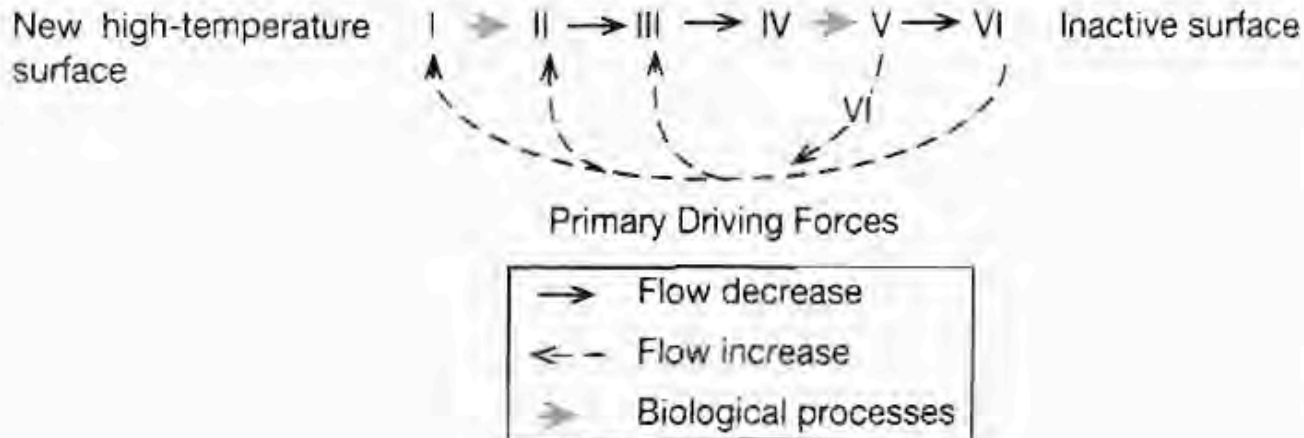 New high-temperature I II III IV V VI Inactive surface
surface
VI
Primary Driving Forces
Flow decrease
Flow increase
Biological processes